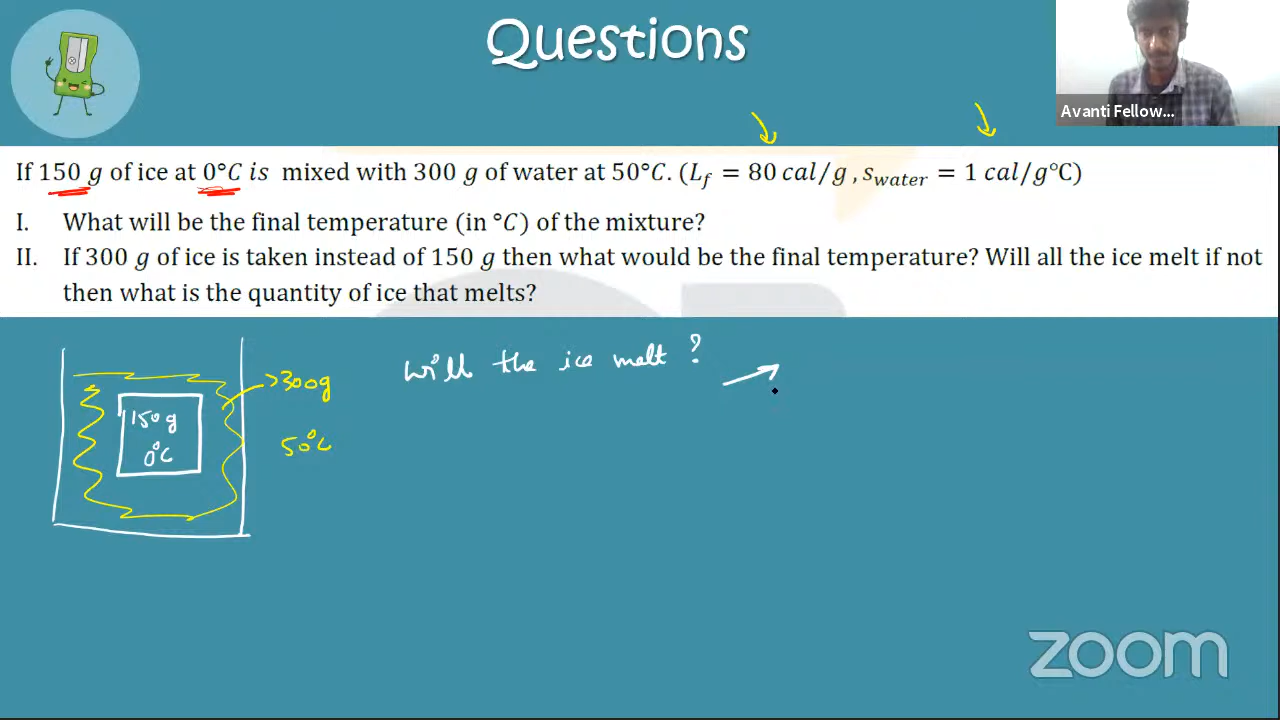 Questions
Avanti Fellow...
If 150 g of ice at 0°C is mixed with 300 g of water at 50°C. (L_f = 80 cal/g , s_water = 1 cal/g°C)
I. What will be the final temperature (in °C) of the mixture?
II. If 300 g of ice is taken instead of 150 g then what would be the final temperature? Will all the ice melt if not
then what is the quantity of ice that melts?
will the ice melt ?
300g
150 g
50°C
0°C
zoom